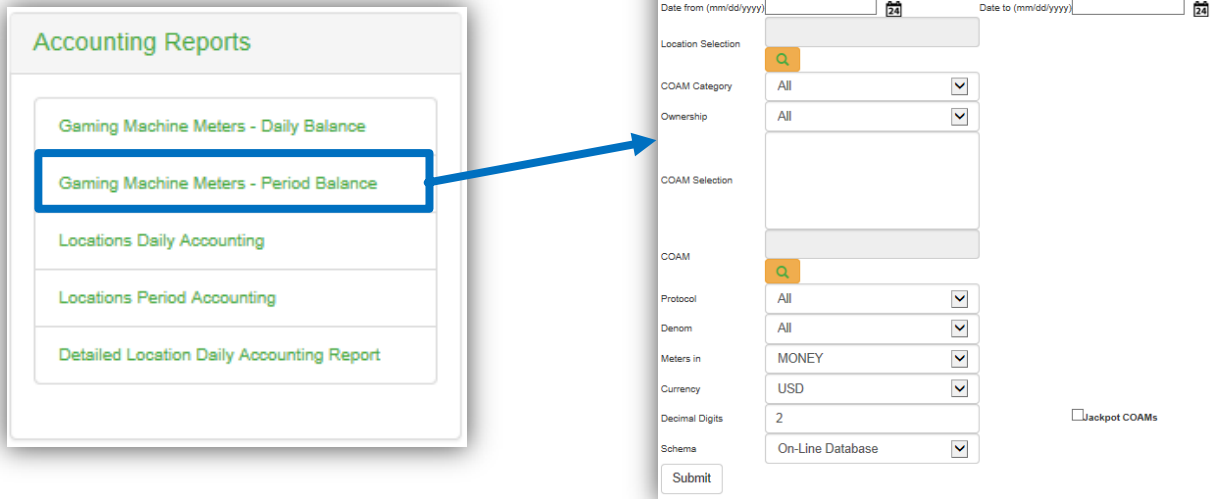 Accounting Reports
Gaming Machine Meters - Daily Balance
Gaming Machine Meters - Period Balance
Locations Daily Accounting
Locations Period Accounting
Detailed Location Daily Accounting Report
Date from (mm/dd/yyyy) 24 Date to (mm/dd/yyyy) 24
Location Selection
COAM Category All
Ownership All
COAM Selection
COAM
Protocol All
Denom All
Meters in MONEY
Currency USD
Decimal Digits 2 Jackpot COAMs
Schema On-Line Database
Submit